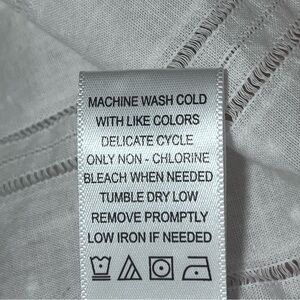 MACHINE WASH COLD
WITH LIKE COLORS
DELICATE CYCLE
ONLY NON - CHLORINE
BLEACH WHEN NEEDED
TUMBLE DRY LOW
REMOVE PROMPTLY
LOW IRON IF NEEDED